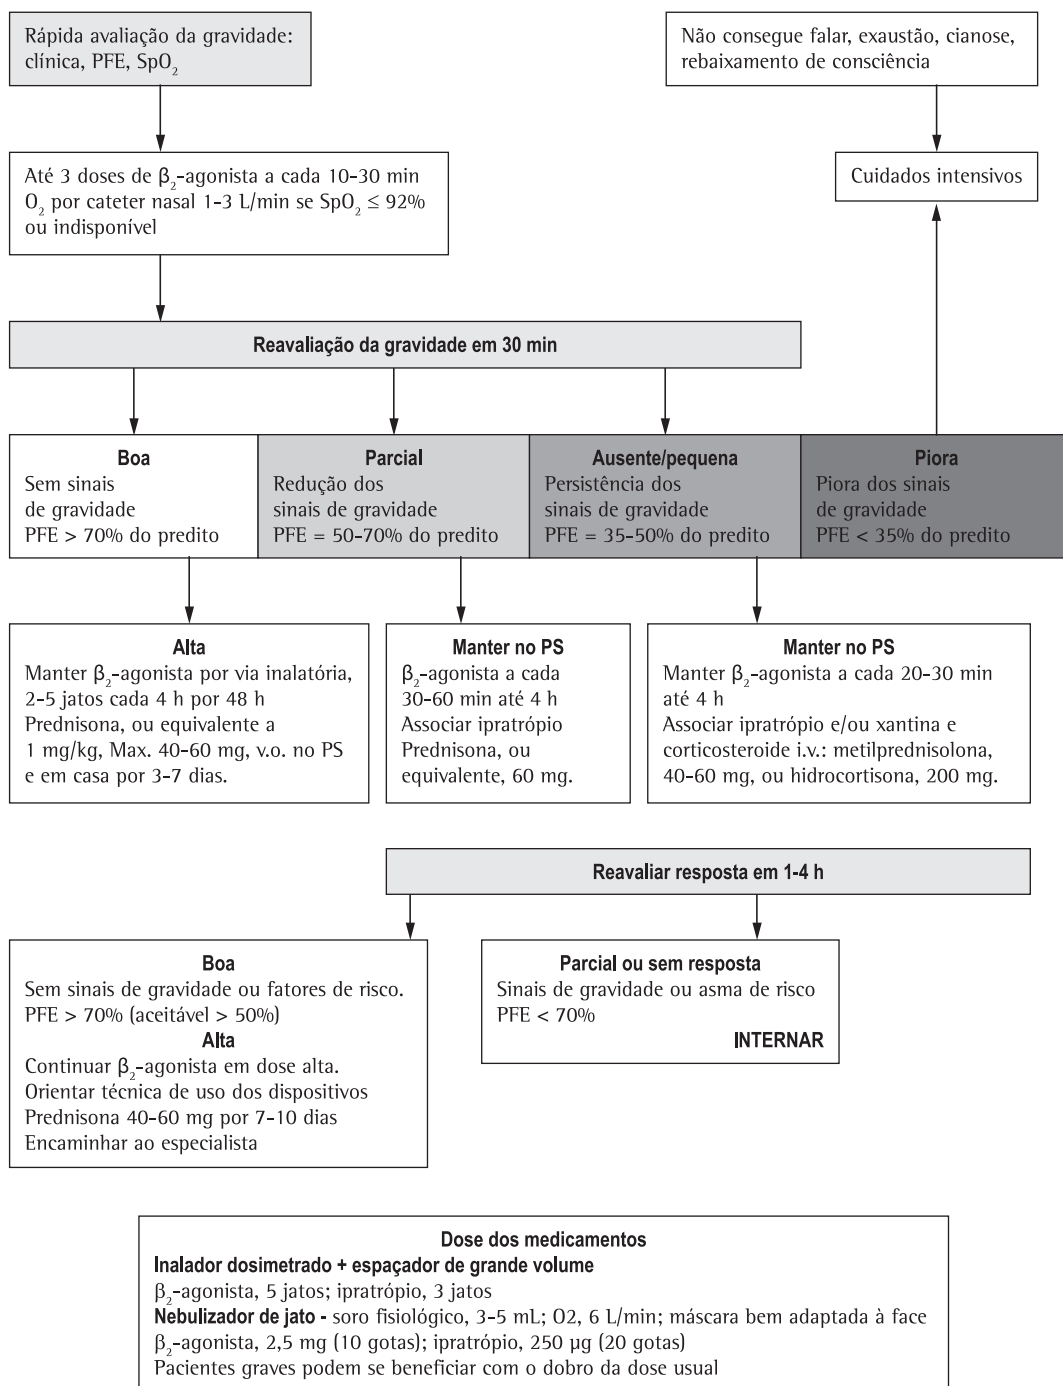 Rápida avaliação da gravidade:
clínica, PFE, SpO₂
Não consegue falar, exaustão, cianose,
rebaixamento de consciência
Até 3 doses de β₂-agonista a cada 10-30 min
O₂ por cateter nasal 1-3 L/min se SpO₂ ≤ 92%
ou indisponível
Cuidados intensivos
Reavaliação da gravidade em 30 min
Boa
Sem sinais
de gravidade
PFE > 70% do predito
Parcial
Redução dos
sinais de gravidade
PFE = 50-70% do predito
Ausente/pequena
Persistência dos
sinais de gravidade
PFE = 35-50% do predito
Piora
Piora dos sinais
de gravidade
PFE < 35% do predito
Alta
Manter β₂-agonista por via inalatória,
2-5 jatos cada 4 h por 48 h
Prednisona, ou equivalente a
1 mg/kg, Max. 40-60 mg, v.o. no PS
e em casa por 3-7 dias.
Manter no PS
β₂-agonista a cada
30-60 min até 4 h
Associar ipratrópio
Prednisona, ou
equivalente, 60 mg.
Manter no PS
Manter β₂-agonista a cada 20-30 min
até 4 h
Associar ipratrópio e/ou xantina e
corticosteroide i.v.: metilprednisolona,
40-60 mg, ou hidrocortisona, 200 mg.
Reavaliar resposta em 1-4 h
Boa
Sem sinais de gravidade ou fatores de risco.
PFE > 70% (aceitável > 50%)
Alta
Continuar β₂-agonista em dose alta.
Orientar técnica de uso dos dispositivos
Prednisona 40-60 mg por 7-10 dias
Encaminhar ao especialista
Parcial ou sem resposta
Sinais de gravidade ou asma de risco
PFE < 70%
INTERNAR
Dose dos medicamentos
Inalador dosimetrado + espaçador de grande volume
β₂-agonista, 5 jatos; ipratrópio, 3 jatos
Nebulizador de jato - soro fisiológico, 3-5 mL; O2, 6 L/min; máscara bem adaptada à face
β₂-agonista, 2,5 mg (10 gotas); ipratrópio, 250 µg (20 gotas)
Pacientes graves podem se beneficiar com o dobro da dose usual